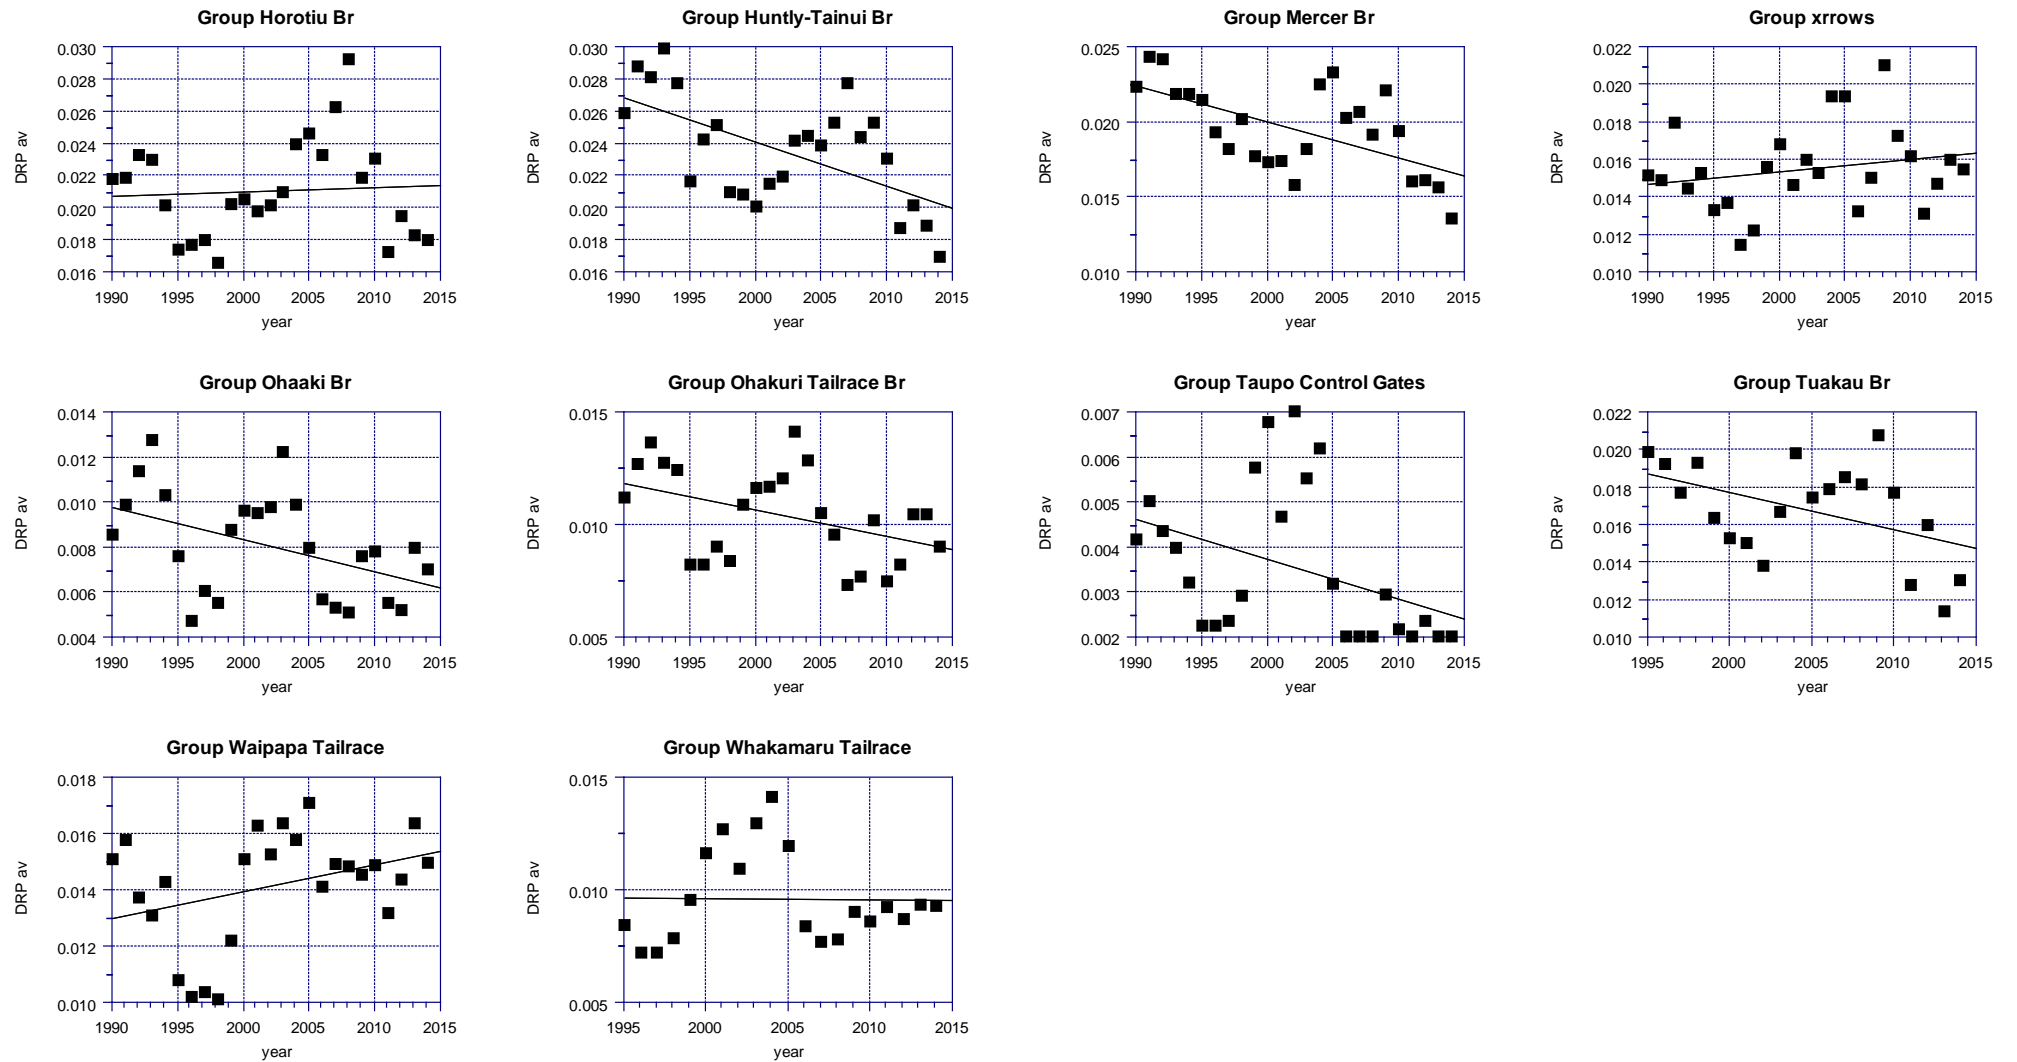 Group Horotiu Br
0.030
0.028
0.026
0.024
0.022
0.020
0.018
0.016
DRP av
1990 1995 2000 2005 2010 2015
year
Group Huntly-Tainui Br
0.030
0.028
0.026
0.024
0.022
0.020
0.018
0.016
DRP av
1990 1995 2000 2005 2010 2015
year
Group Mercer Br
0.025
0.020
0.015
0.010
DRP av
1990 1995 2000 2005 2010 2015
year
Group xrrows
0.022
0.020
0.018
0.016
0.014
0.012
0.010
DRP av
1990 1995 2000 2005 2010 2015
year
Group Ohaaki Br
0.014
0.012
0.010
0.008
0.006
0.004
DRP av
1990 1995 2000 2005 2010 2015
year
Group Ohakuri Tailrace Br
0.015
0.010
0.005
DRP av
1990 1995 2000 2005 2010 2015
year
Group Taupo Control Gates
0.007
0.006
0.005
0.004
0.003
0.002
DRP av
1990 1995 2000 2005 2010 2015
year
Group Tuakau Br
0.022
0.020
0.018
0.016
0.014
0.012
0.010
DRP av
1995 2000 2005 2010 2015
year
Group Waipapa Tailrace
0.018
0.016
0.014
0.012
0.010
DRP av
1990 1995 2000 2005 2010 2015
year
Group Whakamaru Tailrace
0.015
0.010
0.005
DRP av
1995 2000 2005 2010 2015
year